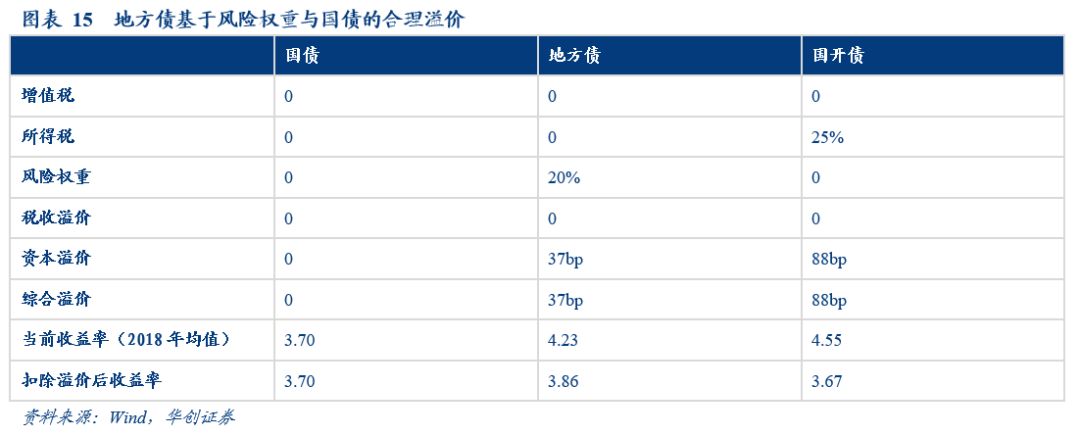 图表 15 地方债基于风险权重与国债的合理溢价
国债 地方债 国开债
增值税 0 0 0
所得税 0 0 25%
风险权重 0 20% 0
税收溢价 0 0 0
资本溢价 0 37bp 88bp
综合溢价 0 37bp 88bp
当前收益率（2018 年均值） 3.70 4.23 4.55
扣除溢价后收益率 3.70 3.86 3.67
资料来源：Wind，华创证券